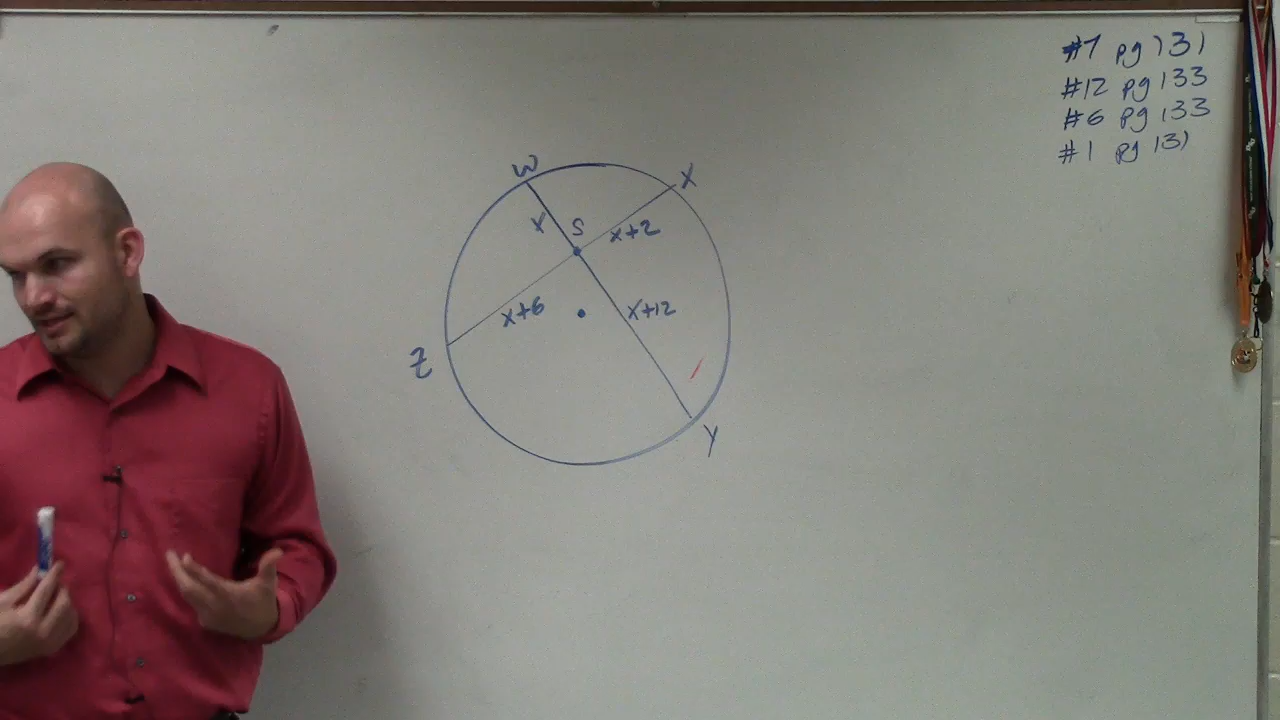 #7 pg 131
#12 pg 133
#6 pg 133
#1 pg 131
W
X
x
S
x+2
x+6
x+12
Z
Y